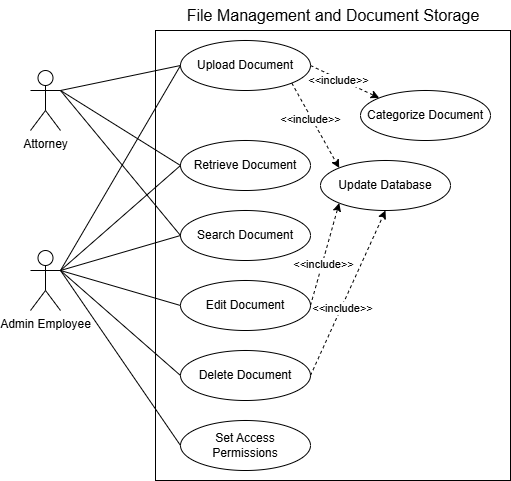 File Management and Document Storage
Upload Document
<<include>>
Categorize Document
<<include>>
Attorney
Retrieve Document
Update Database
Search Document
<<include>>
Admin Employee
Edit Document
<<include>>
Delete Document
Set Access
Permissions